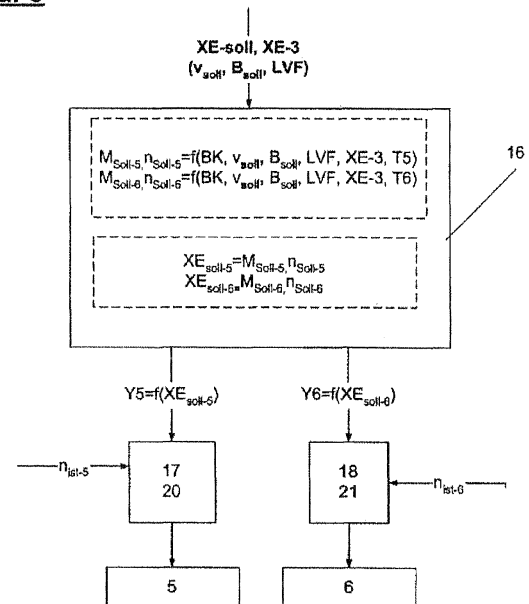 XE-soll, XE-3
(v_soll, B_soll, LVF)
16
M_Soll-5,n_Soll-5=f(BK, v_soll, B_soll, LVF, XE-3, T5)
M_Soll-6,n_Soll-6=f(BK, v_soll, B_soll, LVF, XE-3, T6)
XE_soll-5=M_Soll-5,n_Soll-5
XE_soll-6=M_Soll-6,n_Soll-6
Y5=f(XE_soll-5)
Y6=f(XE_soll-6)
n_ist-5
17
20
18
21
n_ist-6
5
6